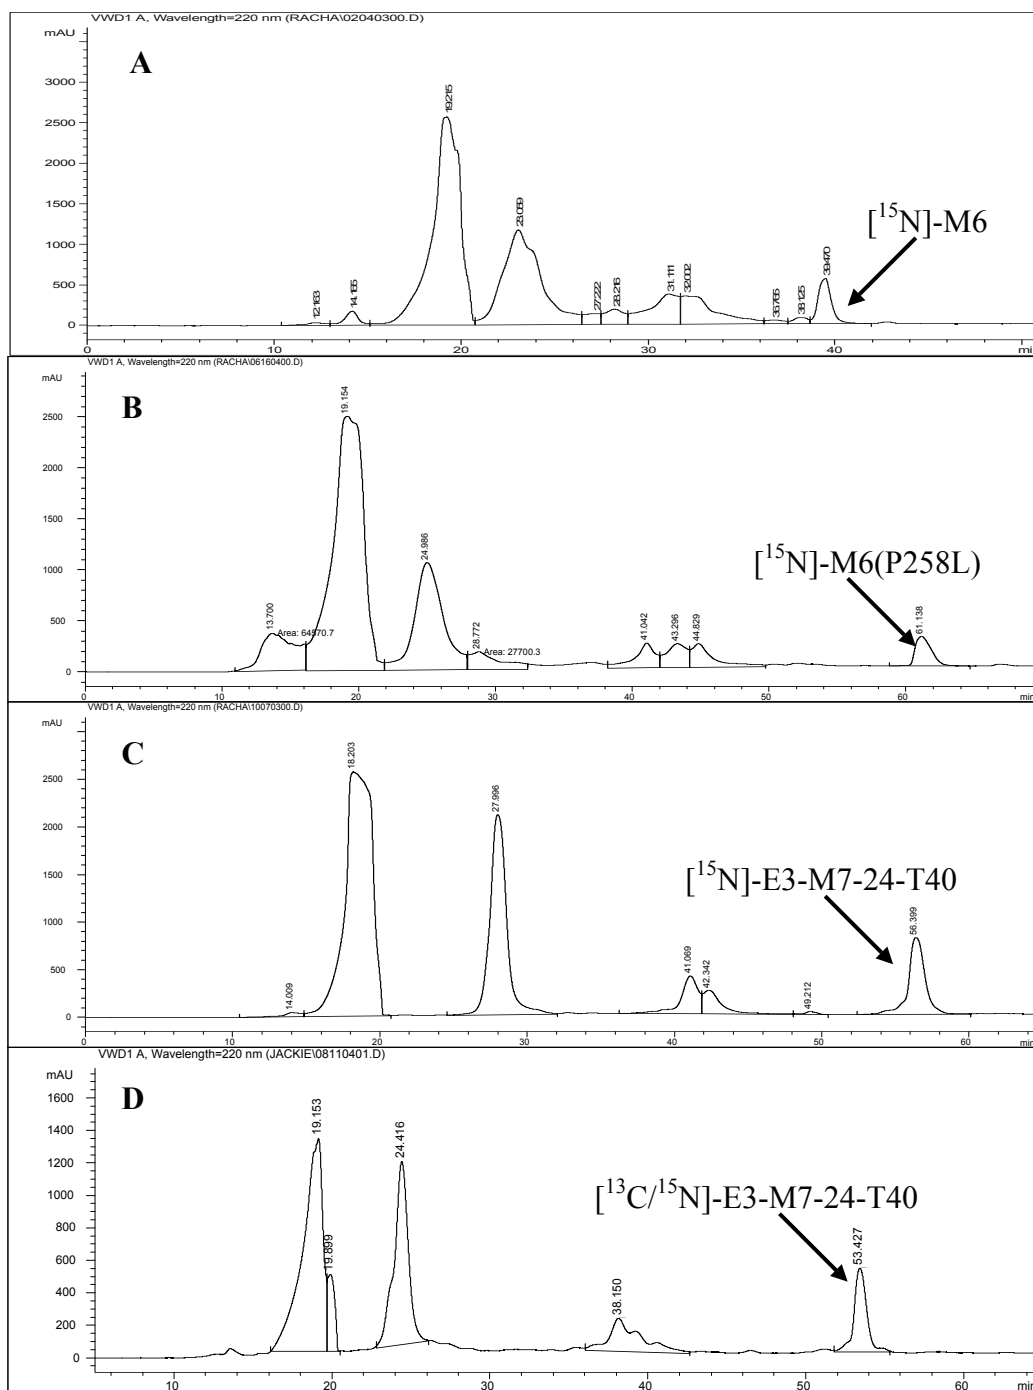 VWD1 A, Wavelength=220 nm (RACHA\02040300.D)
mAU
A
3000
2500
2000
1500
1000
500
0
12.163
14.185
19.215
23.059
27.222
28.216
31.111
32.002
36.765
38.125
39.470
[15N]-M6
0 20 30 40 mi
VWD1 A, Wavelength=220 nm (RACHA\06160400.D)
mAU
B
2500
2000
1500
1000
500
0
13.700
Area: 64570.7
19.154
24.986
28.772
Area: 27700.3
41.042
43.296
44.829
61.138
[15N]-M6(P258L)
0 10 20 30 40 50 60 min
VWD1 A, Wavelength=220 nm (RACHA\10070300.D)
mAU
C
2500
2000
1500
1000
500
0
14.009
18.203
27.996
41.069
42.342
49.212
56.399
[15N]-E3-M7-24-T40
0 10 20 30 40 50 60 min
VWD1 A, Wavelength=220 nm (JACKIE\08110401.D)
mAU
D
1600
1400
1200
1000
800
600
400
200
0
19.153
19.899
24.416
38.150
53.427
[13C/15N]-E3-M7-24-T40
10 20 30 40 50 60 min